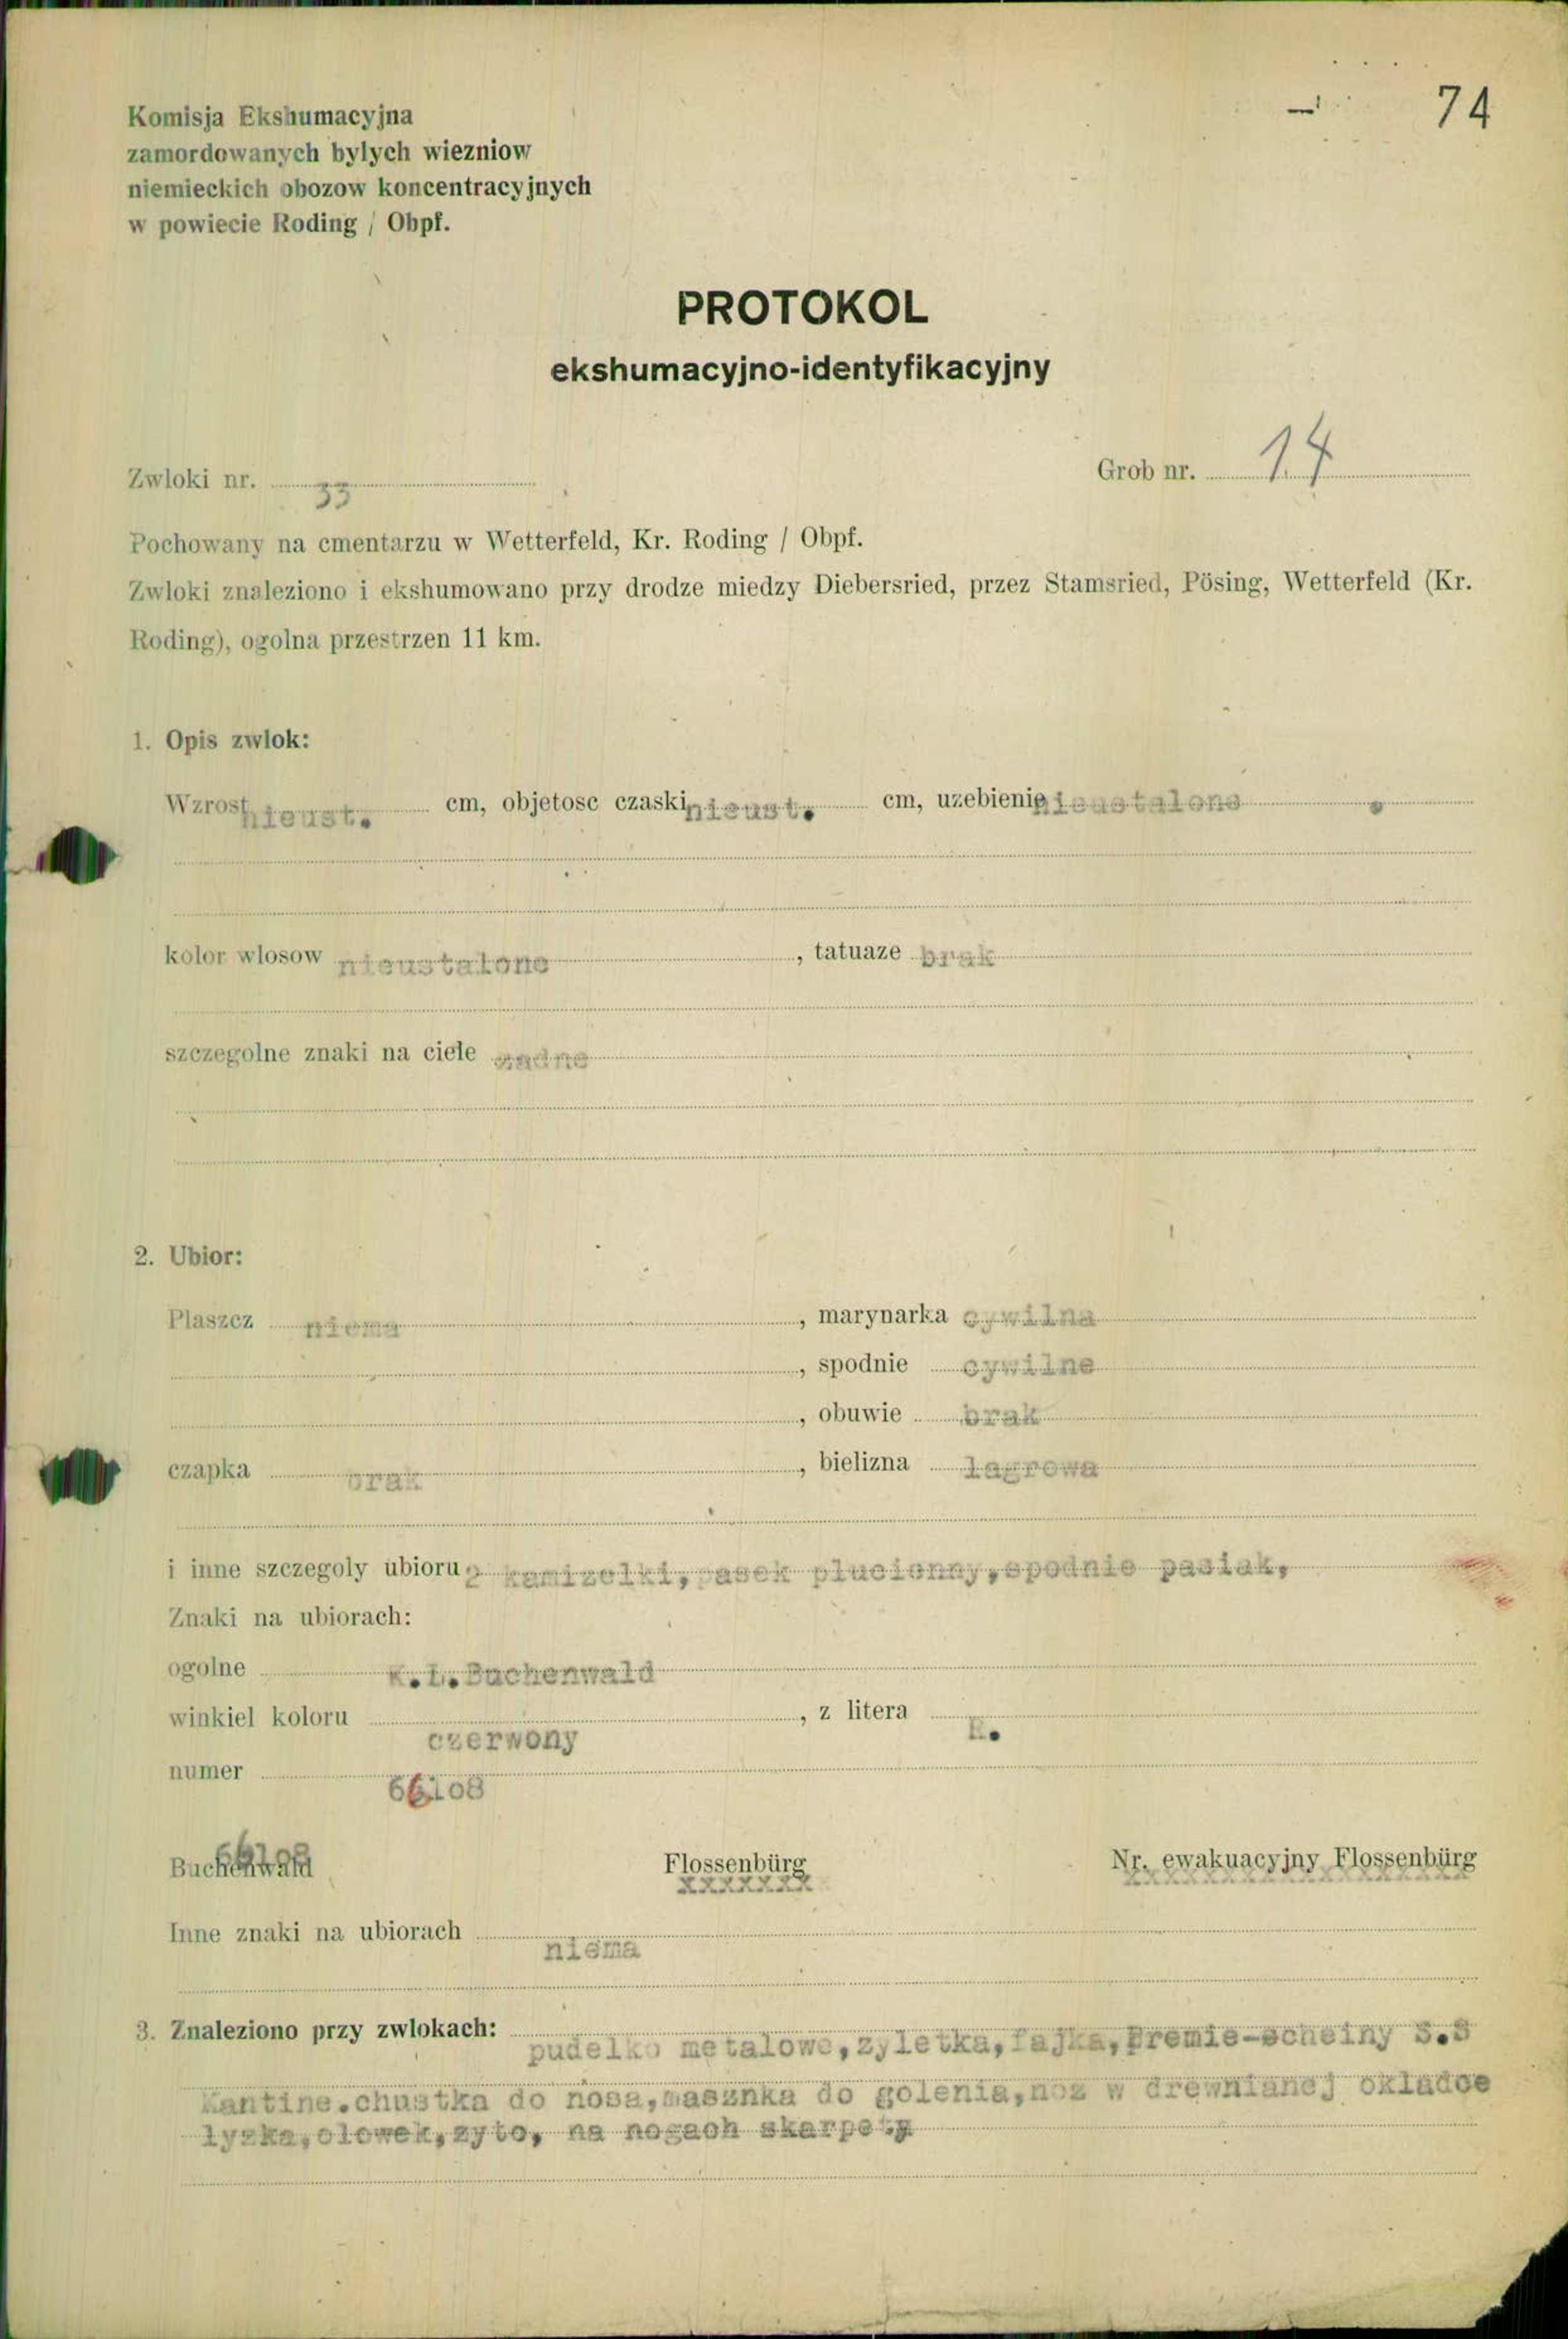 74
Komisja Ekshumacyjna
zamordowanych bylych wiezniow
niemieckich obozow koncentracyjnych
w powiecie Roding / Obpf.
PROTOKOL
ekshumacyjno-identyfikacyjny
Zwloki nr. 33 Grob nr. 14
Pochowany na cmentarzu w Wetterfeld, Kr. Roding / Obpf.
Zwloki znaleziono i ekshumowano przy drodze miedzy Diebersried, przez Stamsried, Pösing, Wetterfeld (Kr.
Roding), ogolna przestrzen 11 km.
1. Opis zwlok:
Wzrost nieust. cm, objetosc czaski nieust. cm, uzebienie nieustalone.
kolor wlosow nieustalone, tatuaze brak
szczegolne znaki na ciele
2. Ubior:
Plaszcz niema, marynarka cywilna
, spodnie cywilne
, obuwie brak
czapka brak, bielizna lagrowa
i inne szczegoly ubioru 2 kamizelki, pasek plucienny, spodnie pasiak,
Znaki na ubiorach:
ogolne K.L.Buchenwald
winkiel koloru czerwony, z litera
numer 66108
Buchenwald Flossenbürg Nr. ewakuacyjny Flossenbürg
xxxxxxx
Inne znaki na ubiorach niema
3. Znaleziono przy zwlokach: pudelko metalowe, zyletka, fajka, Premie-scheiny S.S
Kantine.chustka do nosa, masznka do golenia, noz w drewnianej okladce
lyzka, olowek, zyto, na nogach skarpety